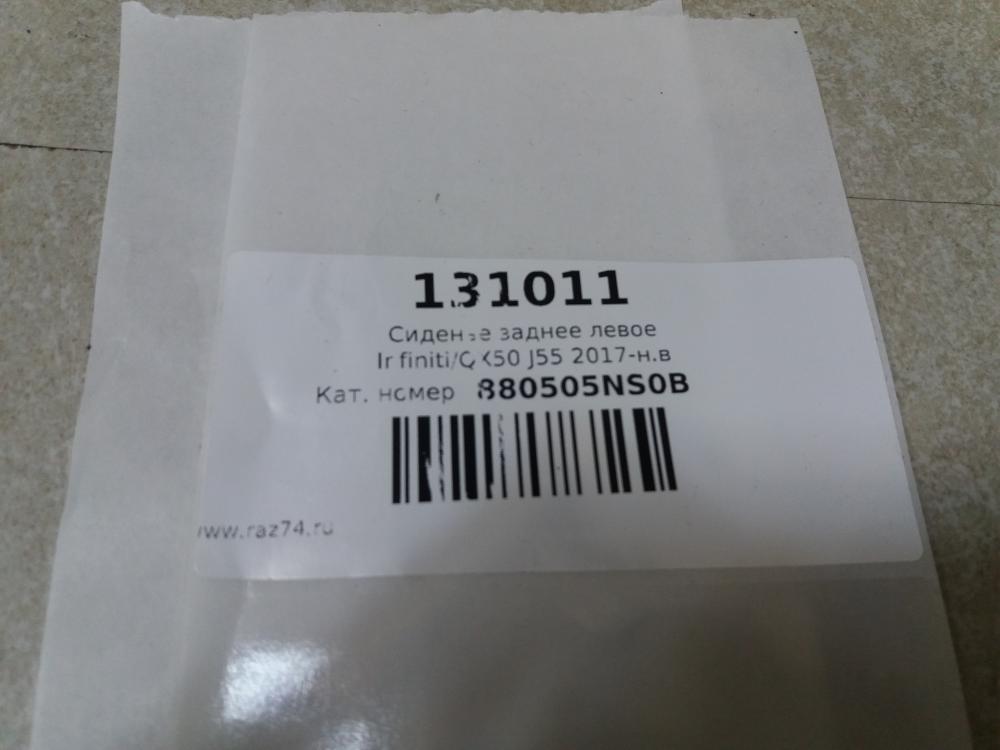 131011
Сиденье заднее левое
Infiniti/QX50 J55 2017-н.в
Кат. номер 880505NS0B
www.raz74.ru